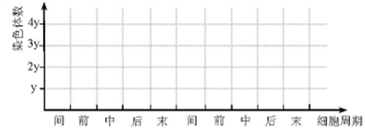 染色体数
4y
3y
2y
y
间 前 中 后 末 间 前 中 后 末 细胞周期